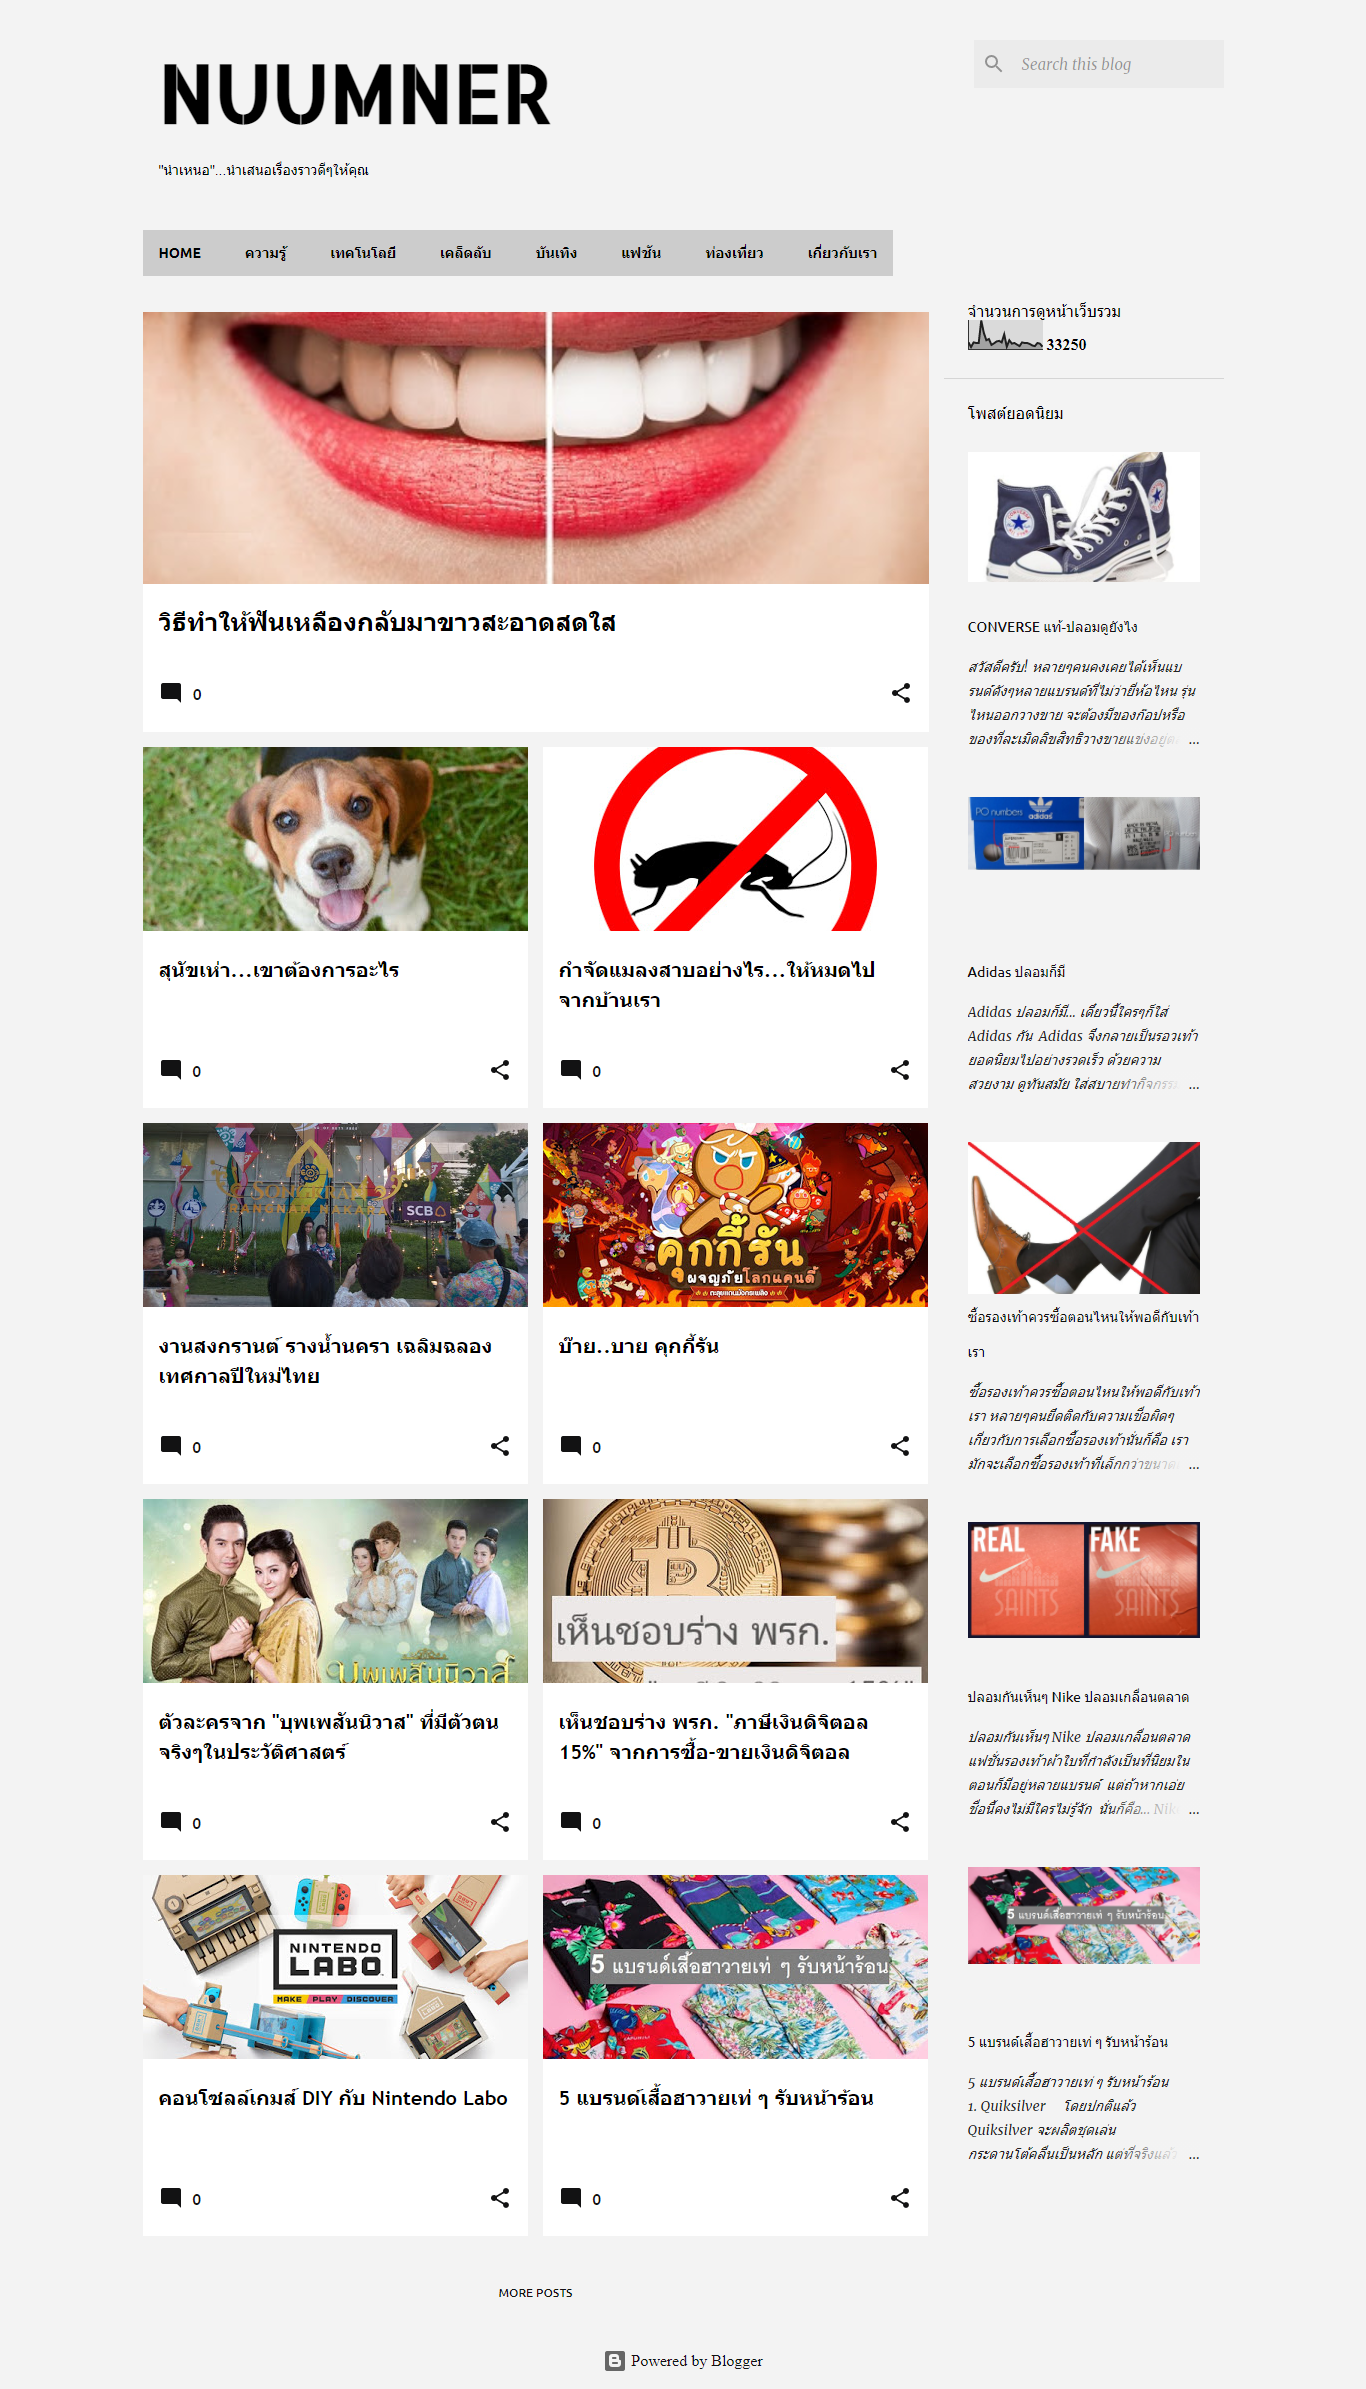 NUUMNER
Search this blog
"นำเหนอ"...นำเสนอเรื่องราวดีๆให้คุณ
HOME ความรู้ เทคโนโลยี เคล็ดลับ บันเทิง แฟชั่น ท่องเที่ยว เกี่ยวกับเรา
วิธีทำให้ฟันเหลืองกลับมาขาวสะอาดสดใส
0
สุนัขเห่า...เขาต้องการอะไร
0
กำจัดแมลงสาบอย่างไร...ให้หมดไป
จากบ้านเรา
0
SONGKRAN
RANGNAM NAKARA
SCB
งานสงกรานต์ รางน้ำนครา เฉลิมฉลอง
เทศกาลปีใหม่ไทย
0
คุกกี้รัน
ผจญภัยโลกแคนดี้
บ๊าย..บาย คุกกี้รัน
0
บุพเพสันนิวาส
ตัวละครจาก "บุพเพสันนิวาส" ที่มีตัวตน
จริงๆในประวัติศาสตร์
0
เห็นชอบร่าง พรก.
เห็นชอบร่าง พรก. "ภาษีเงินดิจิตอล
15%" จากการซื้อ-ขายเงินดิจิตอล
0
NINTENDO
LABO
MAKE PLAY DISCOVER
คอนโซลล์เกมส์ DIY กับ Nintendo Labo
0
5 แบรนด์เสื้อฮาวายเท่ ๆ รับหน้าร้อน
5 แบรนด์เสื้อฮาวายเท่ ๆ รับหน้าร้อน
0
MORE POSTS
Powered by Blogger
จำนวนการดูหน้าเว็บรวม
33250
โพสต์ยอดนิยม
CONVERSE แท้-ปลอมดูยังไง
สวัสดีครับ! หลายๆคนคงเคยได้เห็นแบ
รนด์ดังๆหลายแบรนด์ที่ไม่ว่ายี่ห้อไหน รุ่น
ไหนออกวางขาย จะต้องมีของก๊อปหรือ
ของที่ละเมิดลิขสิทธิวางขายแข่งอยู่ ...
PO numbers
adidas
Adidas ปลอมก็มี
Adidas ปลอมก็มี... เดี๋ยวนี้ใครๆก็ใส่
Adidas กัน Adidas จึงกลายเป็นรองเท้า
ยอดนิยมไปอย่างรวดเร็ว ด้วยความ
สวยงาม ดูทันสมัย ใส่สบายทำกิจกรร ...
ซื้อรองเท้าควรซื้อตอนไหนให้พอดีกับเท้า
เรา
ซื้อรองเท้าควรซื้อตอนไหนให้พอดีกับเท้า
เรา หลายๆคนยึดติดกับความเชื่อผิดๆ
เกี่ยวกับการเลือกซื้อรองเท้านั่นก็คือ เรา
มักจะเลือกซื้อรองเท้าที่เล็กกว่าขนาด ...
REAL FAKE
SAINTS SAINTS
ปลอมกันเห็นๆ Nike ปลอมเกลื่อนตลาด
ปลอมกันเห็นๆ Nike ปลอมเกลื่อนตลาด
แฟชั่นรองเท้าผ้าใบที่กำลังเป็นที่นิยมใน
ตอนก็มีอยู่หลายแบรนด์ แต่ถ้าหากเอ่ย
ชื่อนี้คงไม่มีใครไม่รู้จัก นั่นก็คือ... Nik ...
5 แบรนด์เสื้อฮาวายเท่ ๆ รับหน้าร้อน
5 แบรนด์เสื้อฮาวายเท่ ๆ รับหน้าร้อน
5 แบรนด์เสื้อฮาวายเท่ ๆ รับหน้าร้อน
1. Quiksilver โดยปกติแล้ว
Quiksilver จะผลิตชุดเล่น
กระดานโต้คลื่นเป็นหลัก แต่ที่จริงแล้ว ...